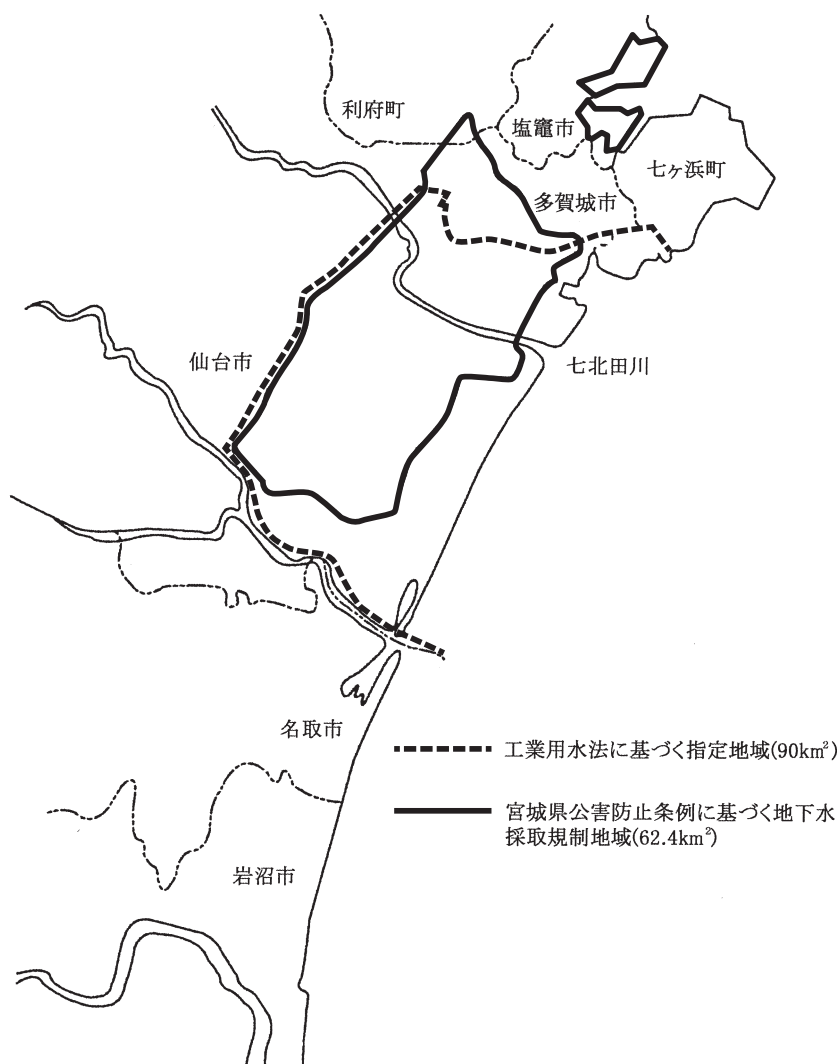 利府町
塩竈市
七ヶ浜町
多賀城市
仙台市
七北田川
名取市
工業用水法に基づく指定地域(90km²)
宮城県公害防止条例に基づく地下水
採取規制地域(62.4km²)
岩沼市